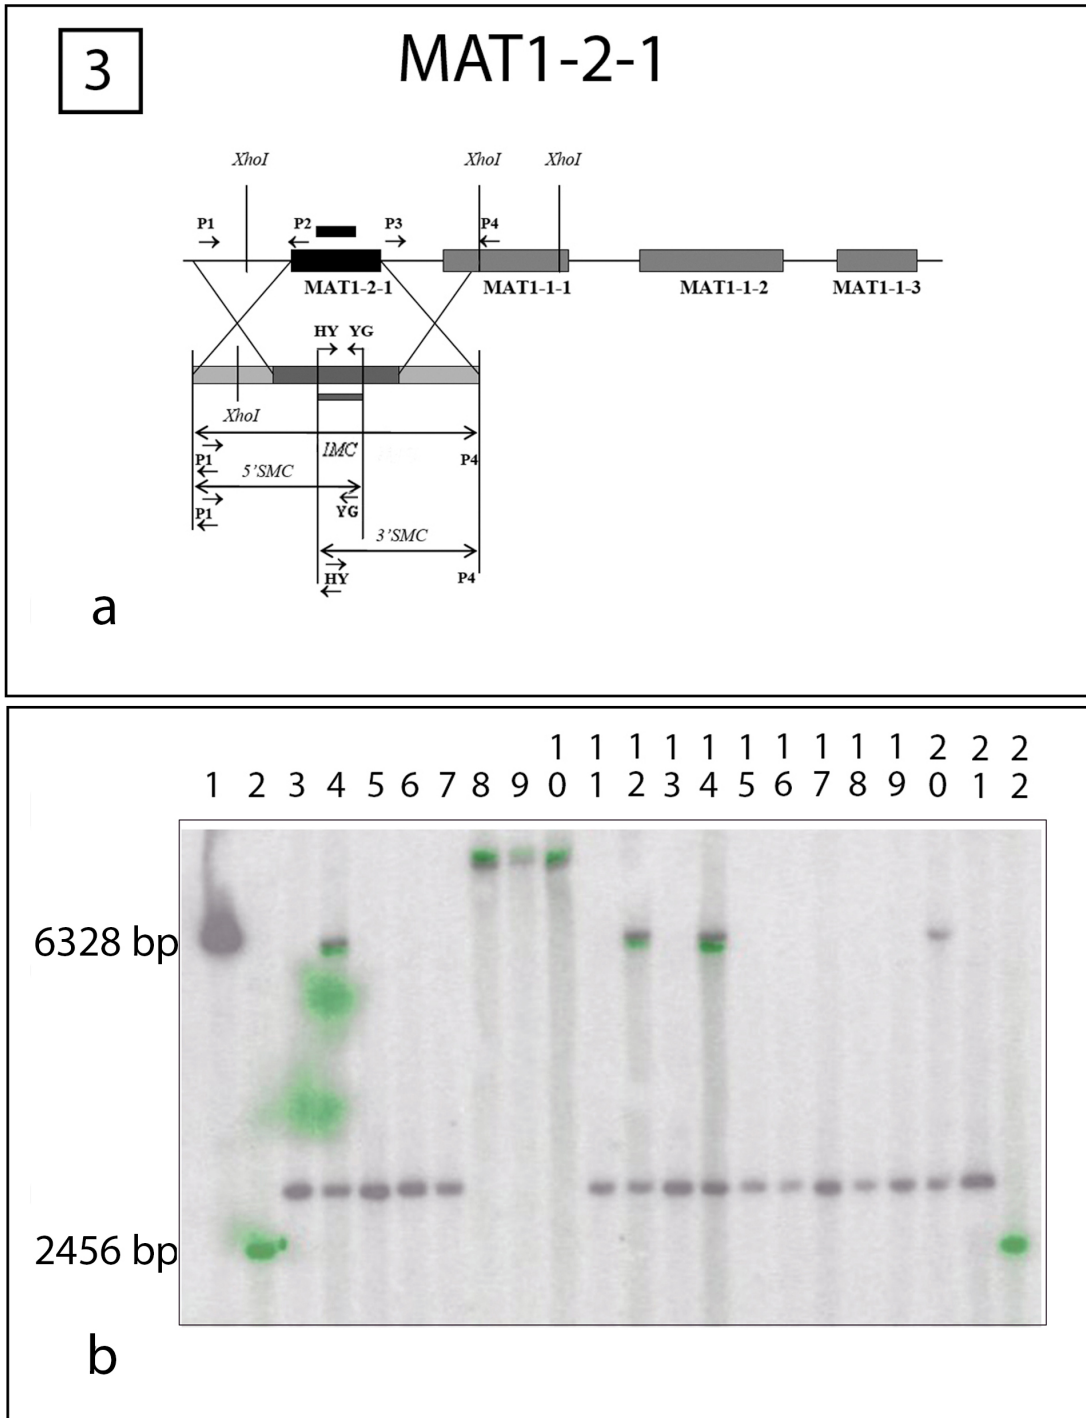 3
MAT1-2-1
XhoI XhoI XhoI
P1 P2 P3 P4
MAT1-2-1 MAT1-1-1 MAT1-1-2 MAT1-1-3
HY YG
XhoI
IMC
P1 P4
5'SMC
P1 YG
3'SMC
HY P4
a
1 2 3 4 5 6 7 8 9 10 11 12 13 14 15 16 17 18 19 20 21 22
6328 bp
2456 bp
b